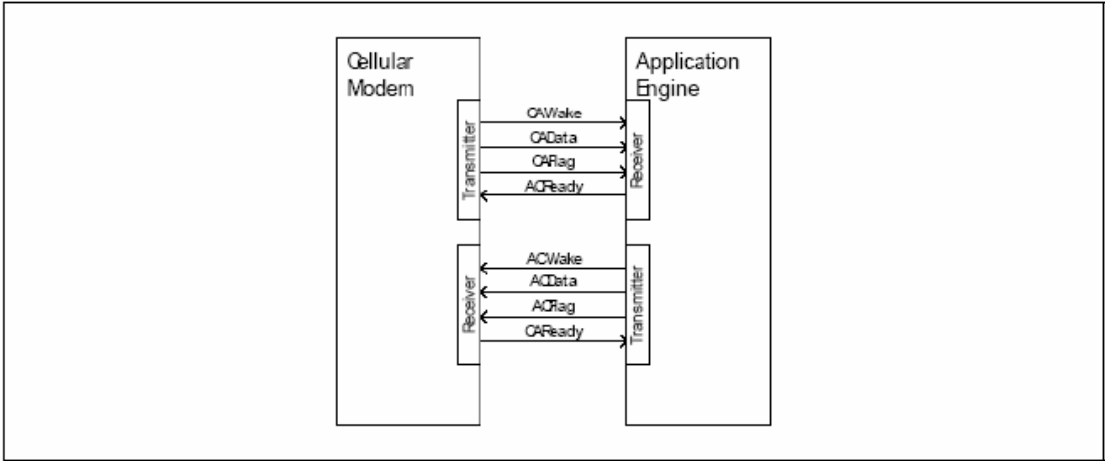 Cellular
Modem
Application
Engine
Transmitter
CAWake
CAData
CAFlag
ACReady
Receiver
Receiver
ACWake
ACData
ACFlag
CAReady
Transmitter